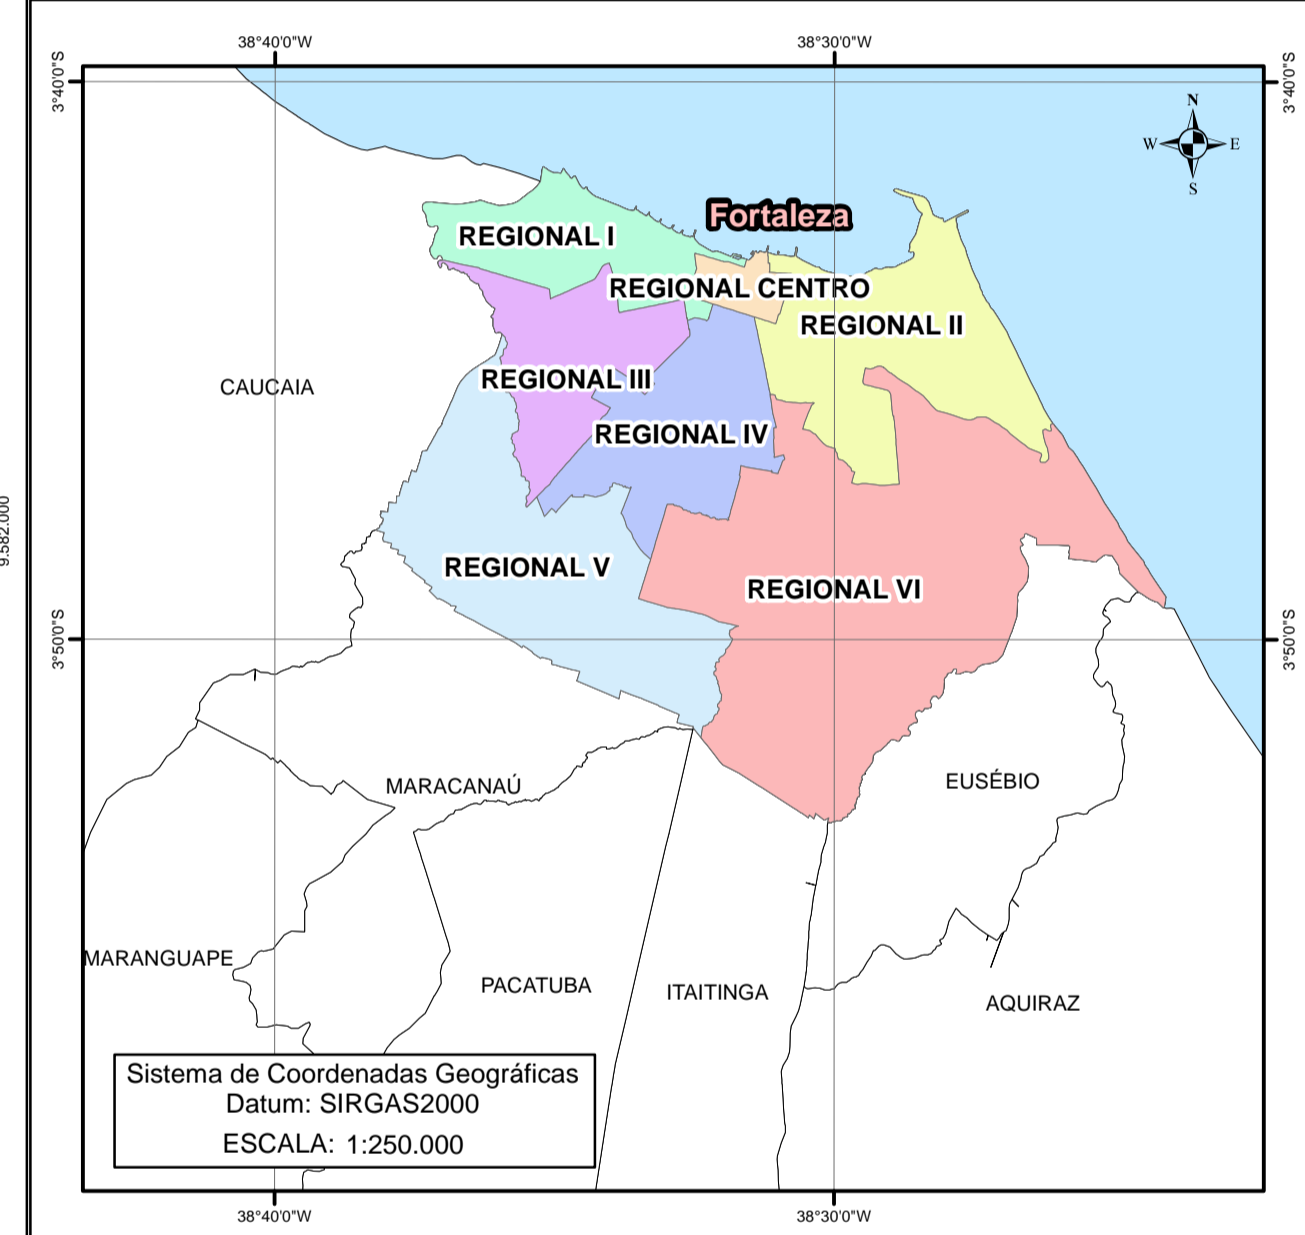 38°40'0"W
38°30'0"W
3°40'0"S
3°40'0"S
N
W
E
S
Fortaleza
REGIONAL I
REGIONAL CENTRO
REGIONAL II
REGIONAL III
CAUCAIA
REGIONAL IV
9.582.000
REGIONAL V
REGIONAL VI
3°50'0"S
3°50'0"S
MARACANAÚ
EUSÉBIO
MARANGUAPE
PACATUBA
ITAITINGA
AQUIRAZ
Sistema de Coordenadas Geográficas
Datum: SIRGAS2000
ESCALA: 1:250.000
38°40'0"W
38°30'0"W